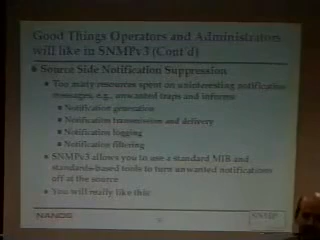 Good Things Operators and Administrators
will like in SNMPv3 (Cont'd)
Source Side Notification Suppression
Too many resources spent on uninteresting notification
messages, e.g., unwanted traps and informs
Notification generation
Notification transmission and delivery
Notification logging
Notification filtering
SNMPv3 allows you to use a standard MIB and
standards-based tools to turn unwanted notifications
off at the source
You will really like this!
NANOG
SNMP